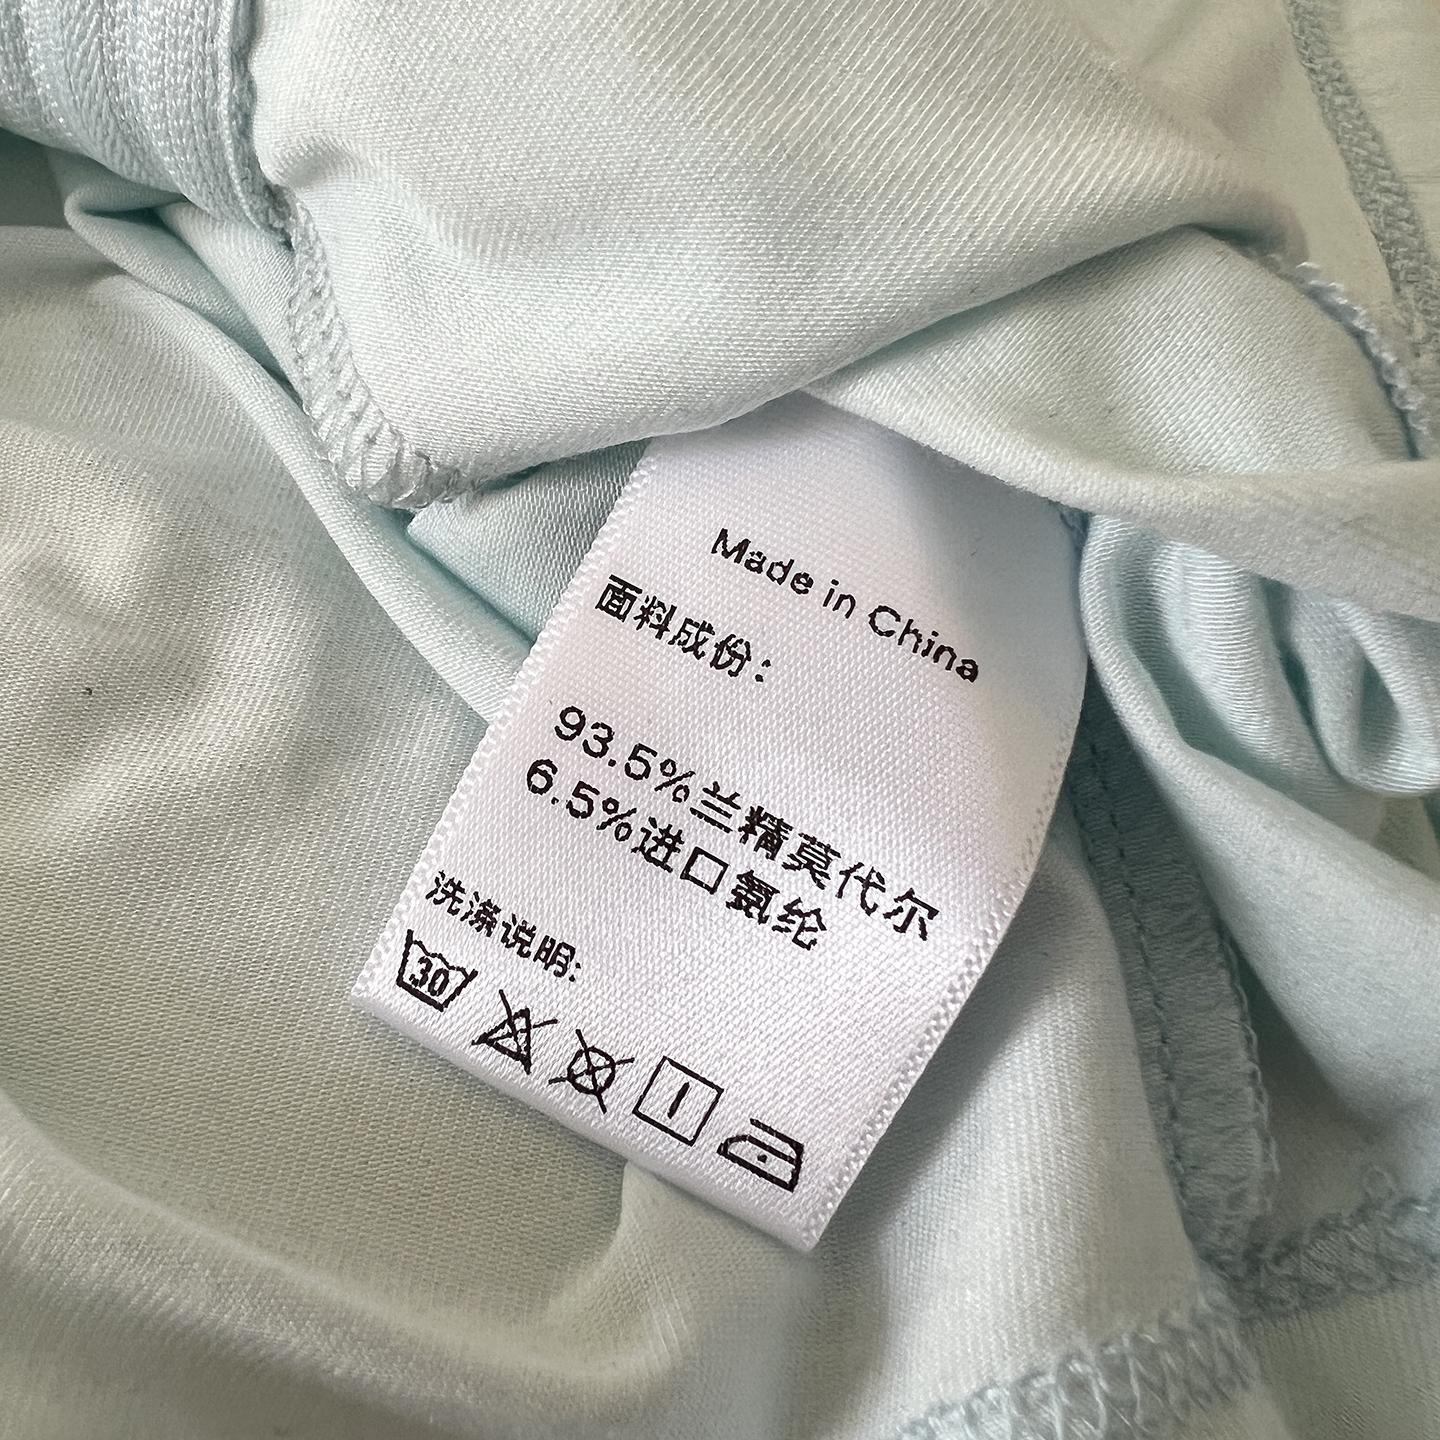 Made in China
面料成份：
93.5%兰精莫代尔
6.5%进口氨纶
洗涤说明：
30